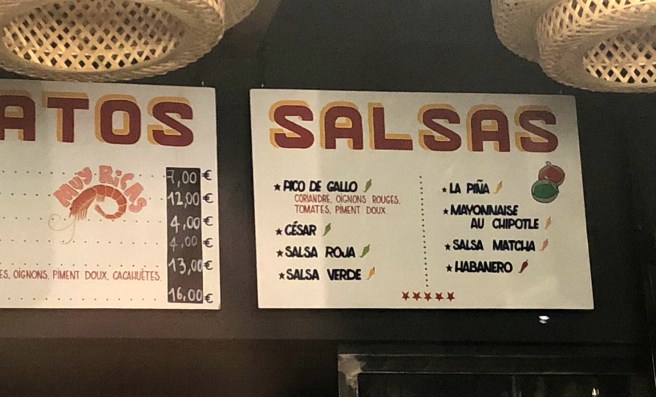 ATOS
MUY RICAS
7,00 €
12,00 €
4,00 €
4,00 €
13,00 €
ES, OIGNONS, PIMENT DOUX, CACAHUÈTES.
16,00 €
SALSAS
★ PICO DE GALLO
CORIANDRE, OIGNONS ROUGES,
TOMATES, PIMENT DOUX
★ CÉSAR
★ SALSA ROJA
★ SALSA VERDE
★ LA PIÑA
★ MAYONNAISE
AU CHIPOTLE
★ SALSA MATCHA
★ HABANERO